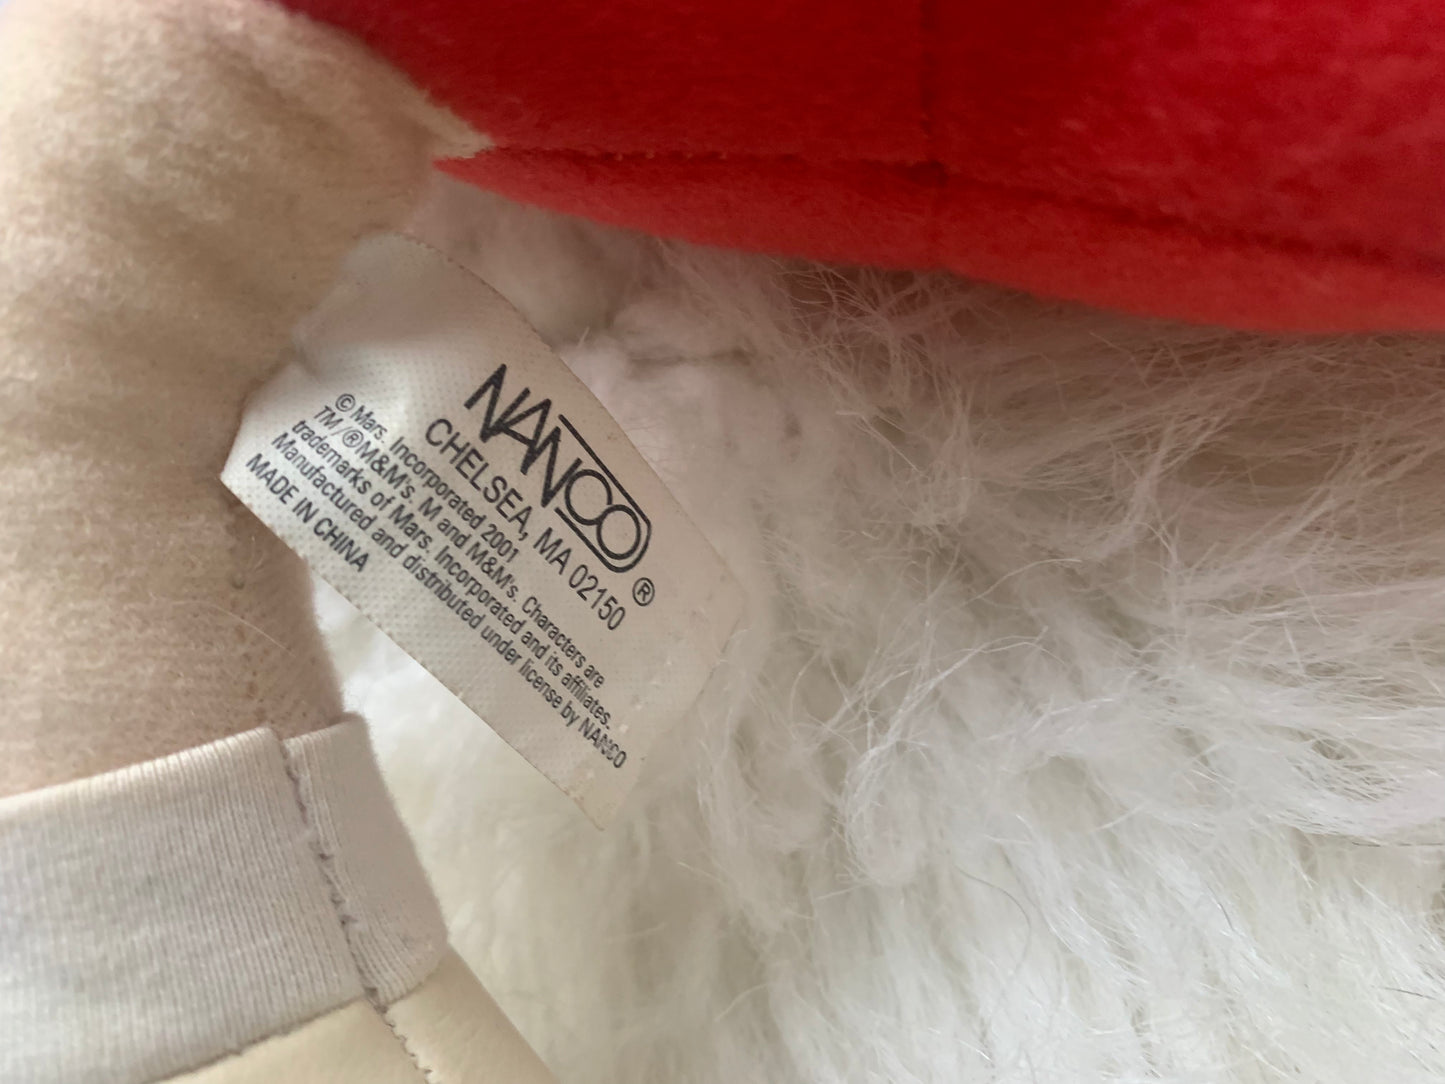 NANCO®
CHELSEA, MA 02150
© Mars, Incorporated 2001
TM/®M&M's, M and M&M's. Characters are
trademarks of Mars, Incorporated and its affiliates.
Manufactured and distributed under license by NANCO
MADE IN CHINA